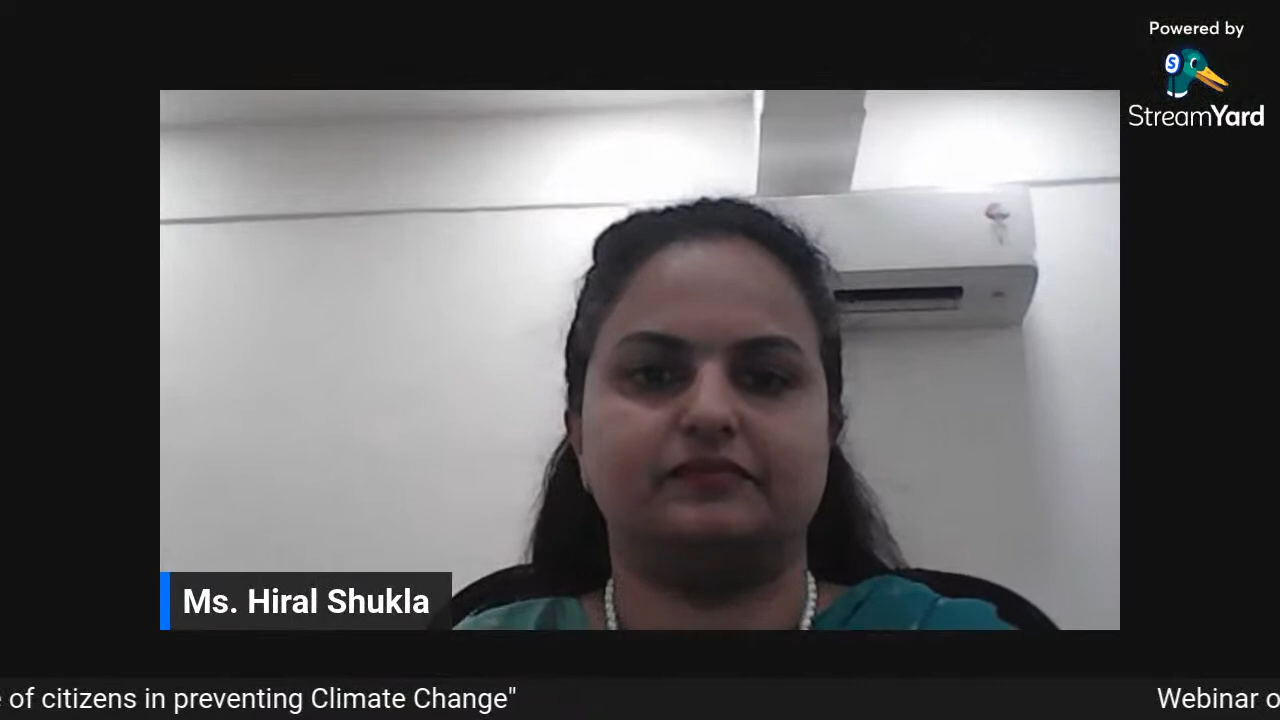 Powered by
StreamYard
Ms. Hiral Shukla
of citizens in preventing Climate Change"
Webinar